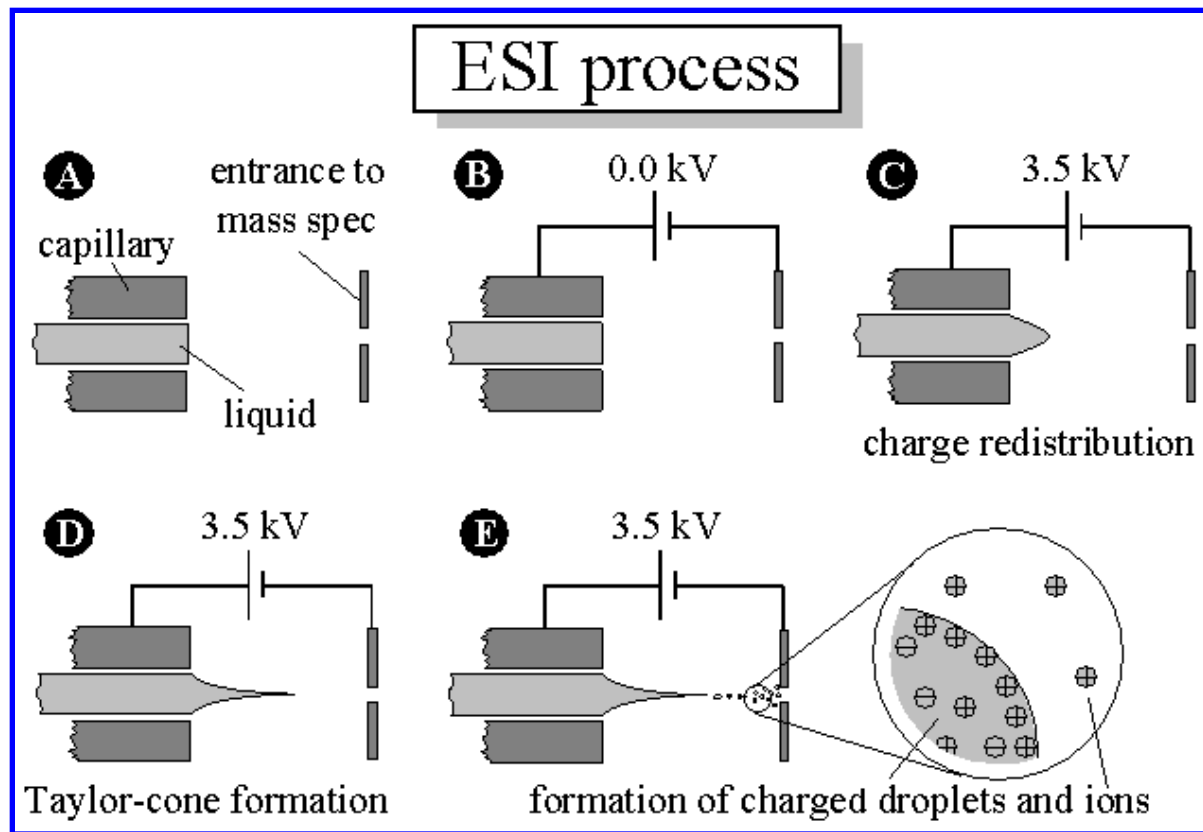 ESI process
A
entrance to
mass spec
capillary
liquid
B
0.0 kV
C
3.5 kV
charge redistribution
D
3.5 kV
Taylor-cone formation
E
3.5 kV
formation of charged droplets and ions